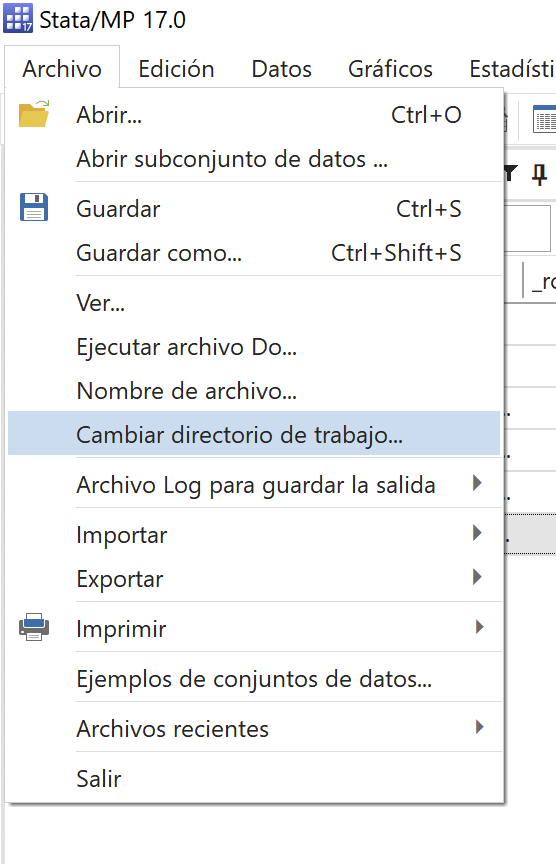 Stata/MP 17.0
Archivo Edición Datos Gráficos Estadísti
Abrir... Ctrl+O
Abrir subconjunto de datos ...
Guardar Ctrl+S
Guardar como... Ctrl+Shift+S
_ro
Ver...
Ejecutar archivo Do...
Nombre de archivo...
Cambiar directorio de trabajo...
Archivo Log para guardar la salida
Importar
Exportar
Imprimir
Ejemplos de conjuntos de datos...
Archivos recientes
Salir